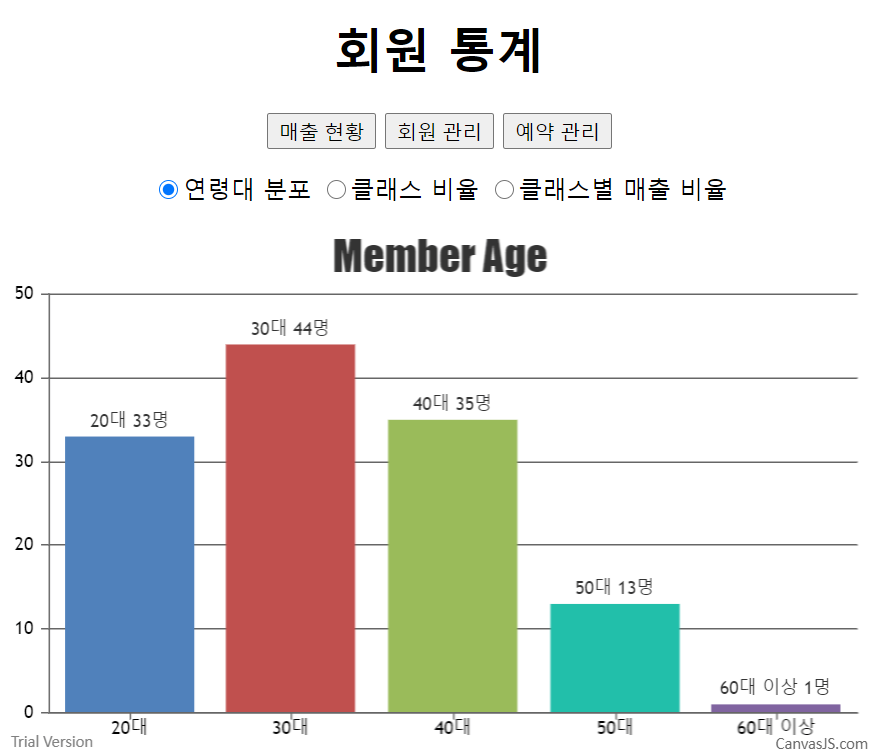 회원 통계
매출 현황 회원 관리 예약 관리
연령대 분포 클래스 비율 클래스별 매출 비율
Member Age
50
30대 44명
40
40대 35명
20대 33명
30
20
50대 13명
10
60대 이상 1명
0
20대 30대 40대 50대 60대 이상
Trial Version CanvasJS.com